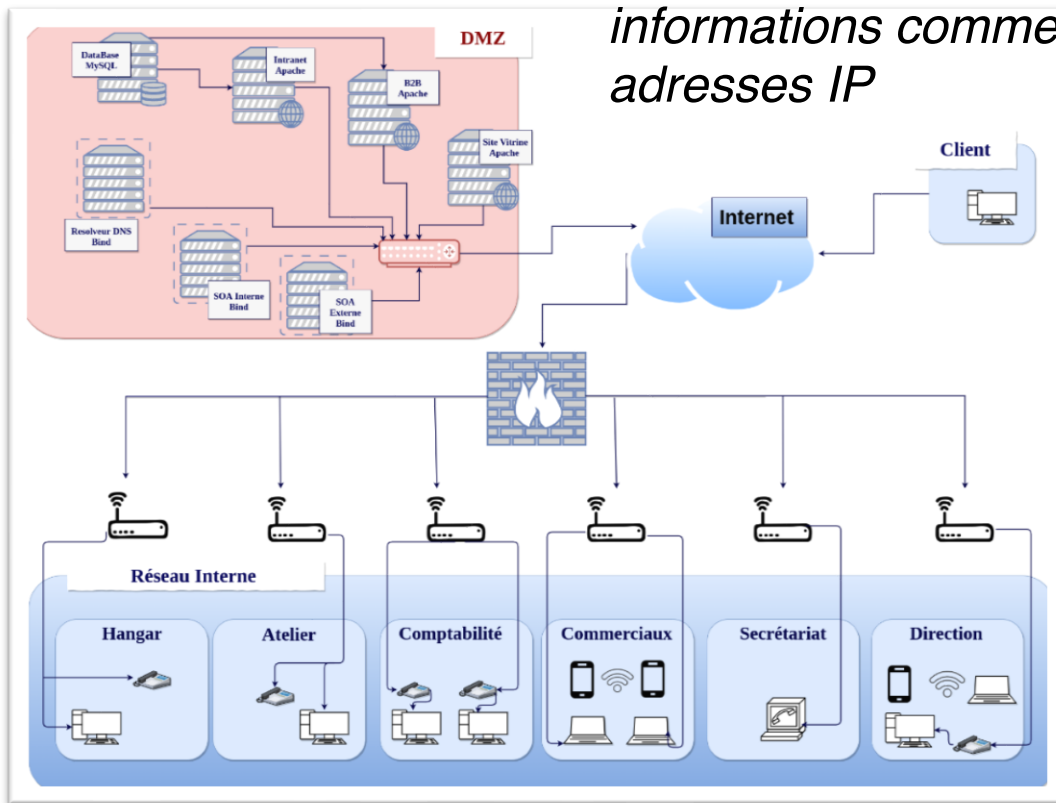 informations comme
adresses IP
DMZ
DataBase
MySQL
Intranet
Apache
B2B
Apache
Site Vitrine
Apache
Resolveur DNS
Bind
SOA Interne
Bind
SOA
Externe
Bind
Internet
Client
Réseau Interne
Hangar
Atelier
Comptabilité
Commerciaux
Secrétariat
Direction